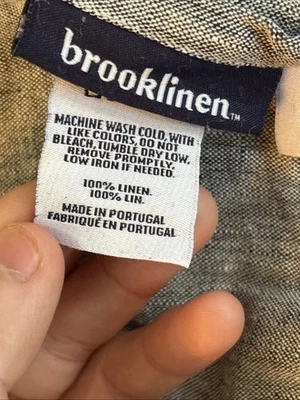 brooklinen™
MACHINE WASH COLD, WITH
LIKE COLORS, DO NOT
BLEACH, TUMBLE DRY LOW,
REMOVE PROMPTLY.
LOW IRON IF NEEDED.
100% LINEN.
100% LIN.
MADE IN PORTUGAL
FABRIQUÉ EN PORTUGAL